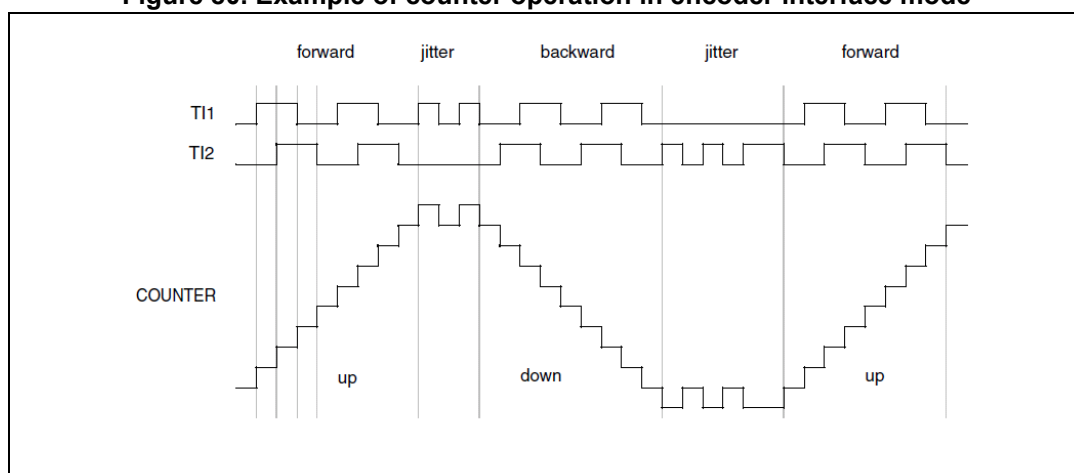 Figure 56. Example of counter operation in encoder interface mode
forward jitter backward jitter forward
TI1
TI2
COUNTER
up down up